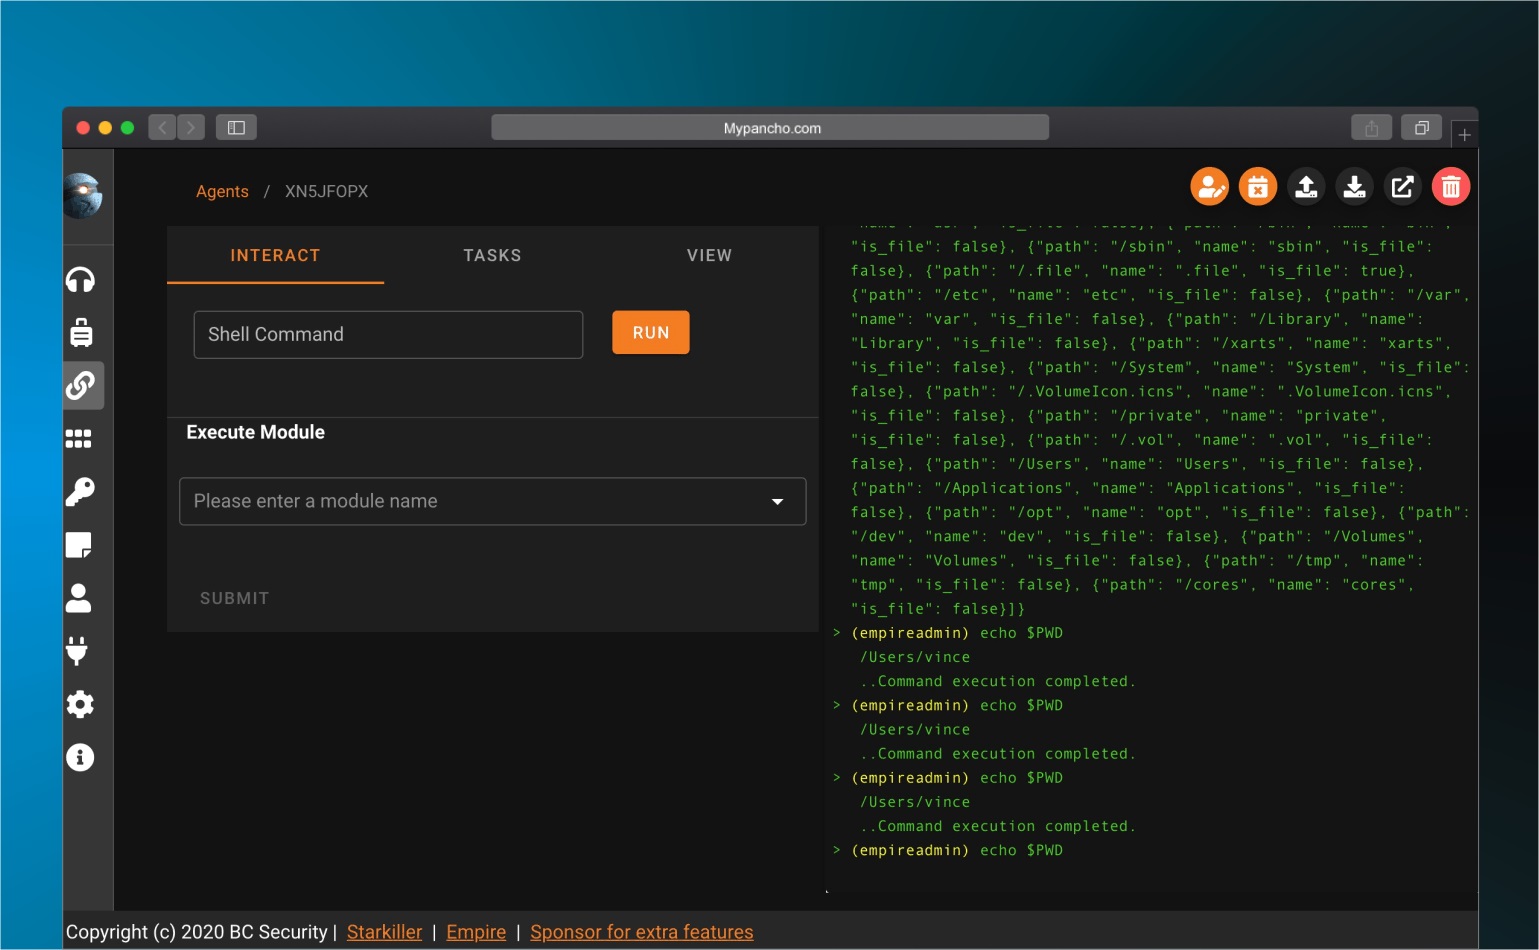 Mypancho.com
Agents / XN5JFOPX
INTERACT TASKS VIEW
Shell Command
RUN
Execute Module
Please enter a module name
SUBMIT
"is_file": false}, {"path": "/sbin", "name": "sbin", "is_file":
false}, {"path": "/.file", "name": ".file", "is_file": true},
{"path": "/etc", "name": "etc", "is_file": false}, {"path": "/var",
"name": "var", "is_file": false}, {"path": "/Library", "name":
"Library", "is_file": false}, {"path": "/xarts", "name": "xarts",
"is_file": false}, {"path": "/System", "name": "System", "is_file":
false}, {"path": "/.VolumeIcon.icns", "name": ".VolumeIcon.icns",
"is_file": false}, {"path": "/private", "name": "private",
"is_file": false}, {"path": "/.vol", "name": ".vol", "is_file":
false}, {"path": "/Users", "name": "Users", "is_file": false},
{"path": "/Applications", "name": "Applications", "is_file":
false}, {"path": "/opt", "name": "opt", "is_file": false}, {"path":
"/dev", "name": "dev", "is_file": false}, {"path": "/Volumes",
"name": "Volumes", "is_file": false}, {"path": "/tmp", "name":
"tmp", "is_file": false}, {"path": "/cores", "name": "cores",
"is_file": false}]}
> (empireadmin) echo $PWD
/Users/vince
..Command execution completed.
> (empireadmin) echo $PWD
/Users/vince
..Command execution completed.
> (empireadmin) echo $PWD
/Users/vince
..Command execution completed.
> (empireadmin) echo $PWD
Copyright (c) 2020 BC Security | Starkiller | Empire | Sponsor for extra features